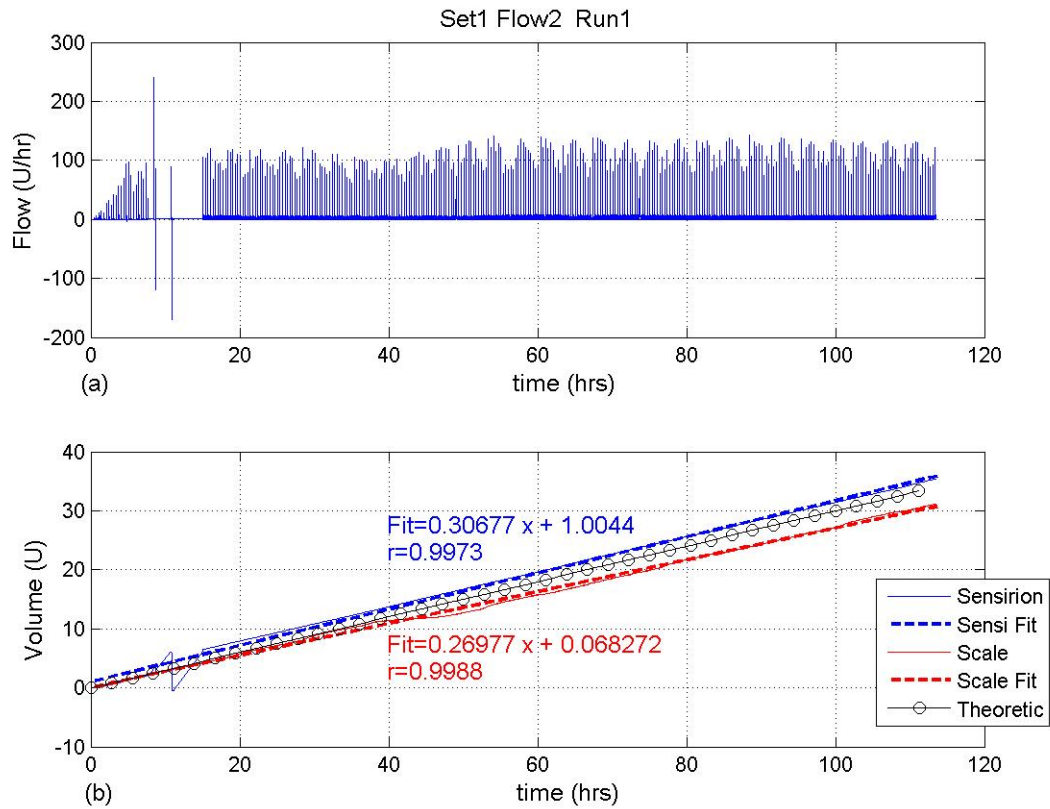 Set1 Flow2  Run1
300
200
100
0
-100
-200
Flow (U/hr)
0 20 40 60 80 100 120
(a)
time (hrs)
40
30
20
10
0
-10
Volume (U)
Fit=0.30677 x + 1.0044
r=0.9973
Fit=0.26977 x + 0.068272
r=0.9988
Sensirion
Sensi Fit
Scale
Scale Fit
Theoretic
0 20 40 60 80 100 120
(b)
time (hrs)